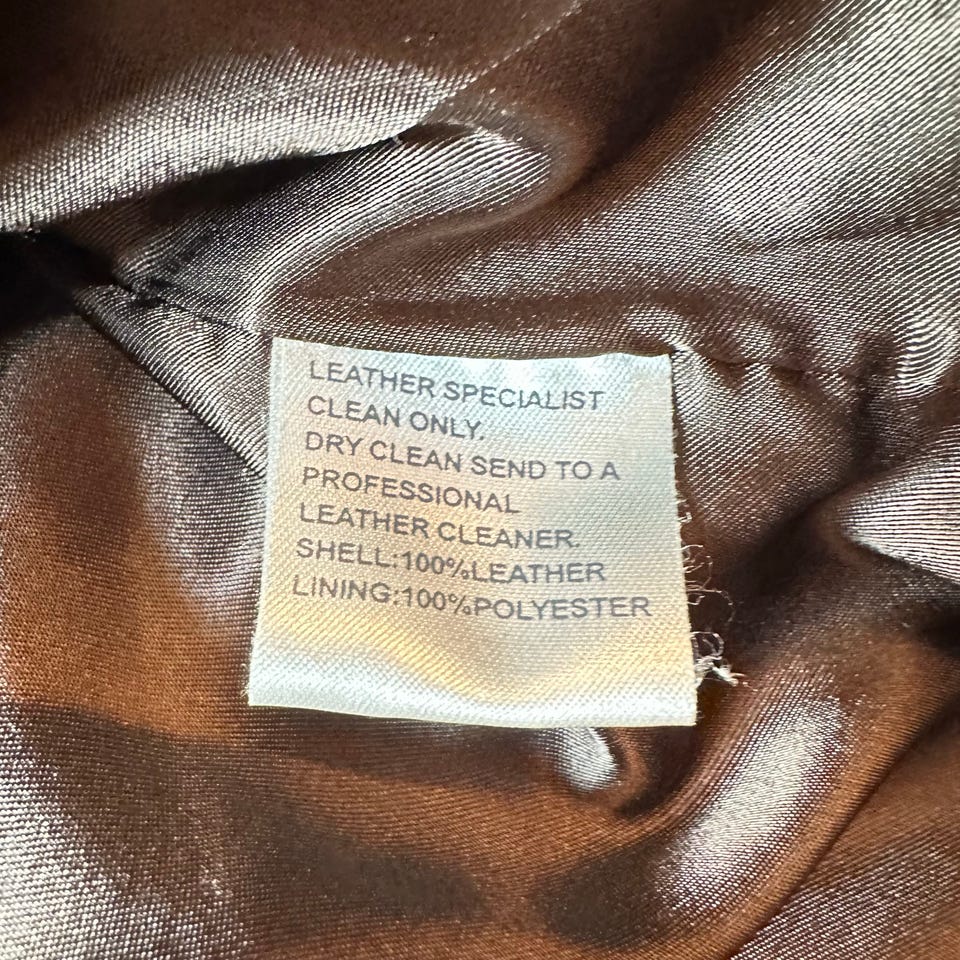 LEATHER SPECIALIST
CLEAN ONLY.
DRY CLEAN SEND TO A
PROFESSIONAL
LEATHER CLEANER.
SHELL:100%LEATHER
LINING:100%POLYESTER